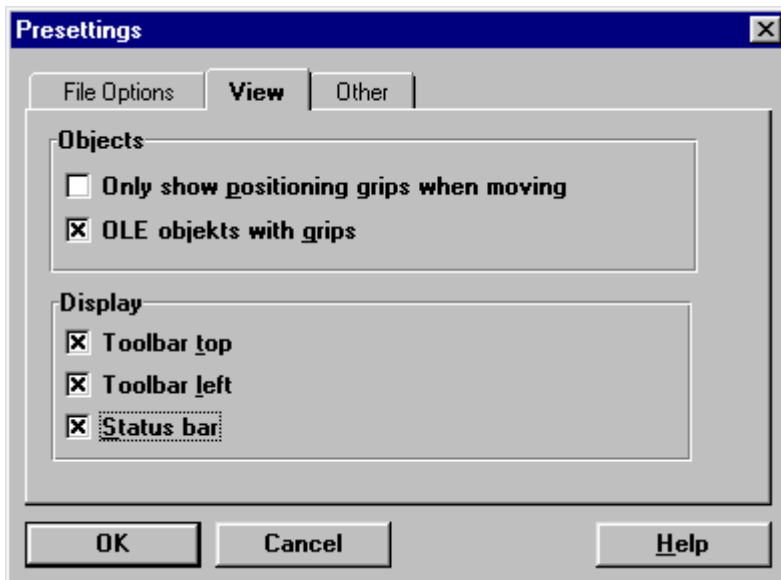 Presettings
File Options View Other
Objects
Only show positioning grips when moving
OLE objekts with grips
Display
Toolbar top
Toolbar left
Status bar
OK Cancel Help